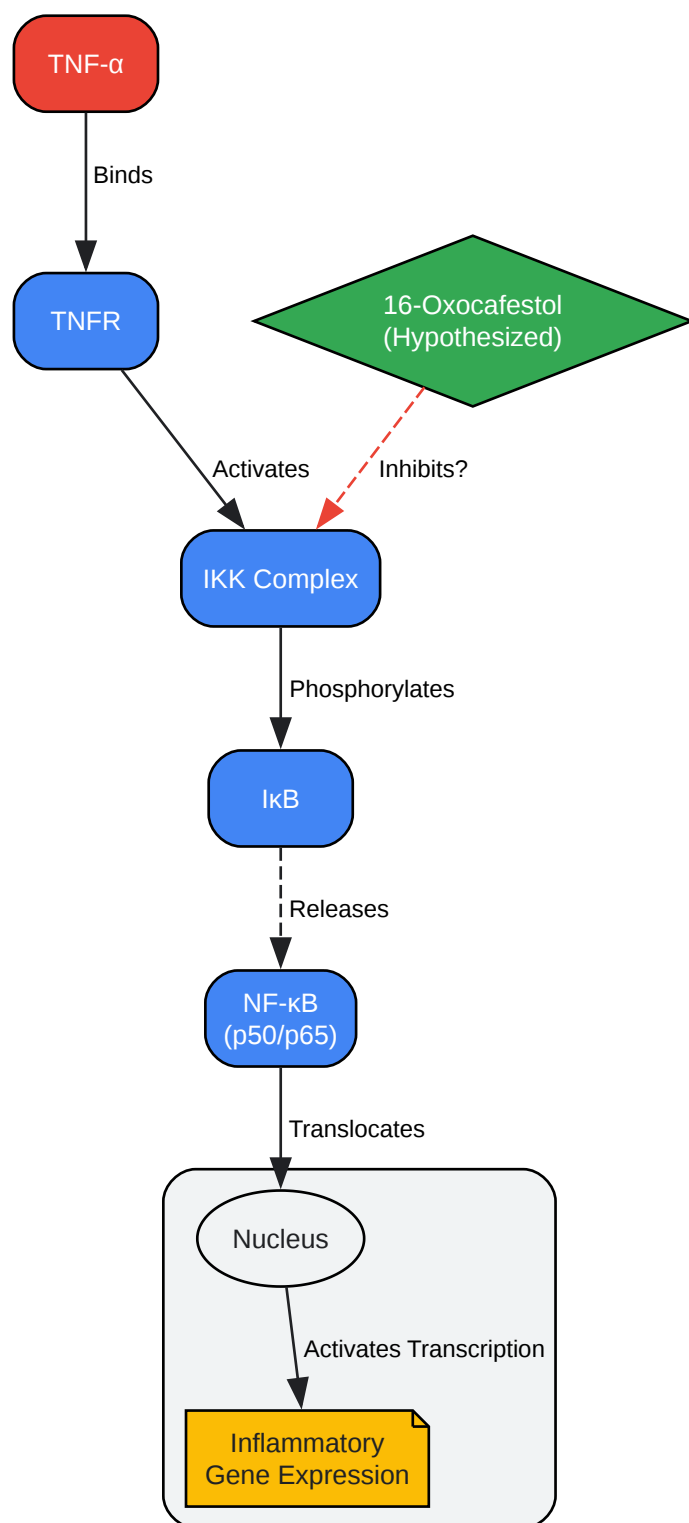 TNF-α
Binds
TNFR
16-Oxocafestol
(Hypothesized)
Activates
Inhibits?
IKK Complex
Phosphorylates
IκB
Releases
NF-κB
(p50/p65)
Translocates
Nucleus
Activates Transcription
Inflammatory
Gene Expression